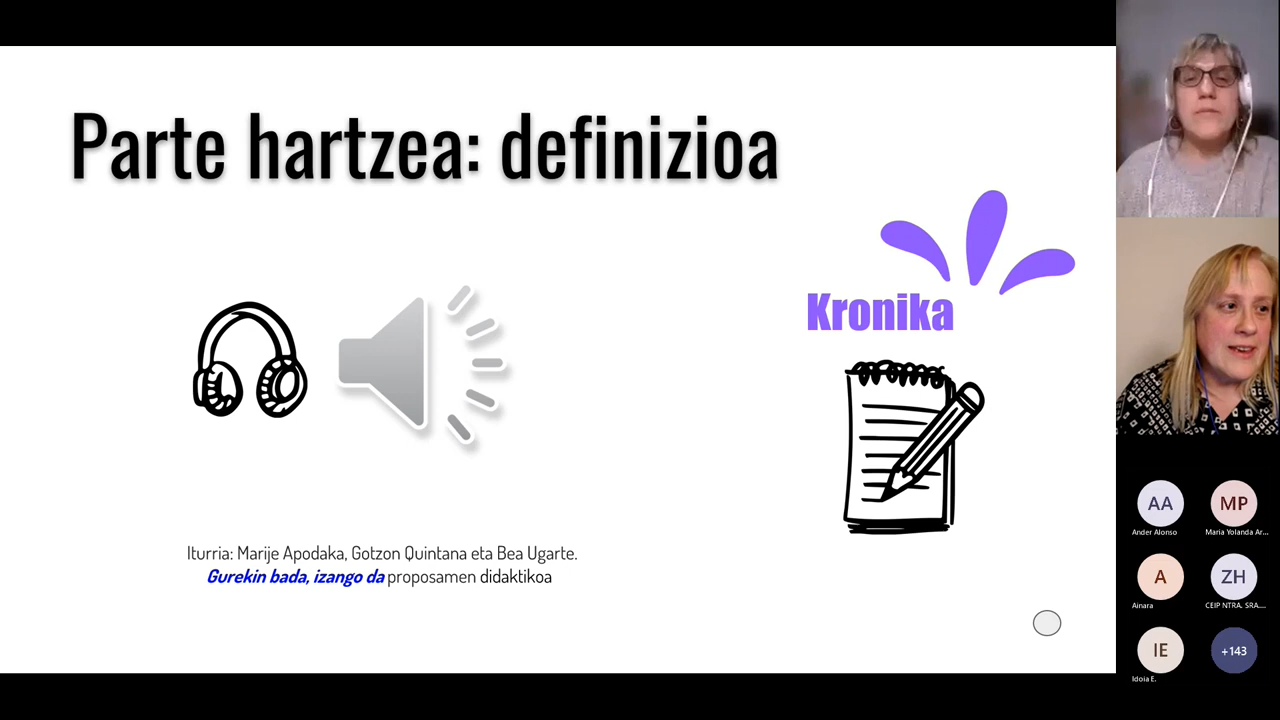 Parte hartzea: definizioa
Kronika
Iturria: Marije Apodaka, Gotzon Quintana eta Bea Ugarte.
Gurekin bada, izango da proposamen didaktikoa
AA
MP
Ander Alonso
Maria Yolanda Ar...
A
ZH
Ainara
CEIP NTRA. SRA....
IE
+143
Idoia E.